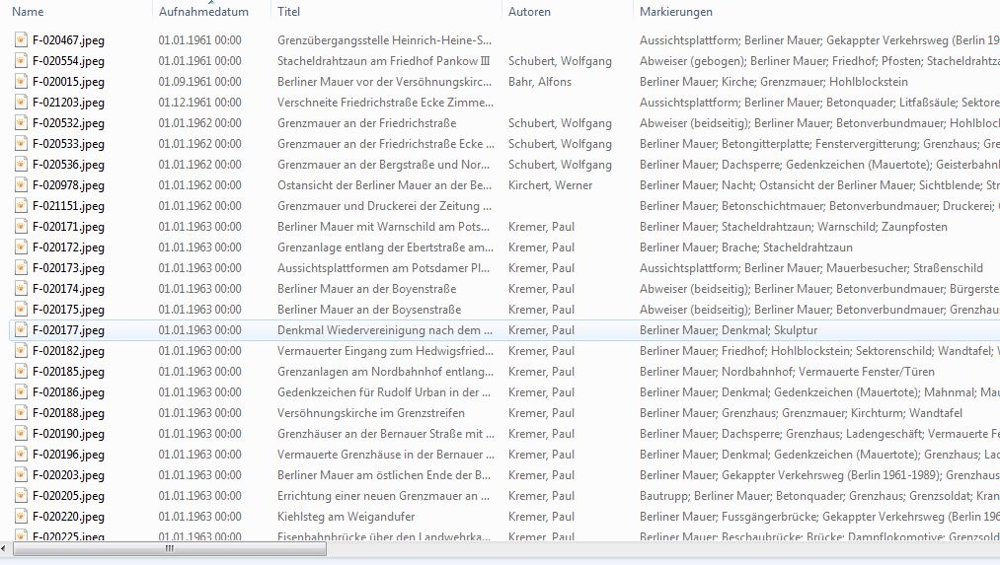 Name Aufnahmedatum Titel Autoren Markierungen
F-020467.jpeg 01.01.1961 00:00 Grenzübergangsstelle Heinrich-Heine-S... Aussichtsplattform; Berliner Mauer; Gekappter Verkehrsweg (Berlin 19
F-020554.jpeg 01.01.1961 00:00 Stacheldrahtzaun am Friedhof Pankow III Schubert, Wolfgang Abweiser (gebogen); Berliner Mauer; Friedhof; Pfosten; Stacheldrahtza
F-020015.jpeg 01.09.1961 00:00 Berliner Mauer vor der Versöhnungskirc... Bahr, Alfons Berliner Mauer; Kirche; Grenzmauer; Hohlblockstein
F-021203.jpeg 01.12.1961 00:00 Verschneite Friedrichstraße Ecke Zimme... Aussichtsplattform; Berliner Mauer; Betonquader; Litfaßsäule; Sektore
F-020532.jpeg 01.01.1962 00:00 Grenzmauer an der Friedrichstraße Schubert, Wolfgang Abweiser (beidseitig); Berliner Mauer; Betonverbundmauer; Hohlbloc
F-020533.jpeg 01.01.1962 00:00 Grenzmauer an der Friedrichstraße Ecke ... Schubert, Wolfgang Berliner Mauer; Betongitterplatte; Fenstervergitterung; Grenzhaus; Gre
F-020536.jpeg 01.01.1962 00:00 Grenzmauer an der Bergstraße und Nor... Schubert, Wolfgang Berliner Mauer; Dachsperre; Gedenkzeichen (Mauertote); Geisterbahn
F-020978.jpeg 01.01.1962 00:00 Ostansicht der Berliner Mauer an der Be... Kirchert, Werner Berliner Mauer; Nacht; Ostansicht der Berliner Mauer; Sichtblende; Str
F-021151.jpeg 01.01.1962 00:00 Grenzmauer und Druckerei der Zeitung ... Berliner Mauer; Betonschichtmauer; Betonverbundmauer; Druckerei;
F-020171.jpeg 01.01.1963 00:00 Berliner Mauer mit Warnschild am Pots... Kremer, Paul Berliner Mauer; Stacheldrahtzaun; Warnschild; Zaunpfosten
F-020172.jpeg 01.01.1963 00:00 Grenzanlage entlang der Ebertstraße am... Kremer, Paul Berliner Mauer; Brache; Stacheldrahtzaun
F-020173.jpeg 01.01.1963 00:00 Aussichtsplattformen am Potsdamer Pl... Kremer, Paul Aussichtsplattform; Berliner Mauer; Mauerbesucher; Straßenschild
F-020174.jpeg 01.01.1963 00:00 Berliner Mauer an der Boyenstraße Kremer, Paul Abweiser (beidseitig); Berliner Mauer; Betonverbundmauer; Bürgerste
F-020175.jpeg 01.01.1963 00:00 Berliner Mauer an der Boysenstraße Kremer, Paul Abweiser (beidseitig); Berliner Mauer; Betonverbundmauer; Grenzhau
F-020177.jpeg 01.01.1963 00:00 Denkmal Wiedervereinigung nach dem ... Kremer, Paul Berliner Mauer; Denkmal; Skulptur
F-020182.jpeg 01.01.1963 00:00 Vermauerter Eingang zum Hedwigsfried... Kremer, Paul Berliner Mauer; Friedhof; Hohlblockstein; Sektorenschild; Wandtafel; W
F-020185.jpeg 01.01.1963 00:00 Grenzanlagen am Nordbahnhof entlang... Kremer, Paul Berliner Mauer; Nordbahnhof; Vermauerte Fenster/Türen
F-020186.jpeg 01.01.1963 00:00 Gedenkzeichen für Rudolf Urban in der ... Kremer, Paul Berliner Mauer; Denkmal; Gedenkzeichen (Mauertote); Mahnmal; Mau
F-020188.jpeg 01.01.1963 00:00 Versöhnungskirche im Grenzstreifen Kremer, Paul Berliner Mauer; Grenzhaus; Grenzmauer; Kirchturm; Wandtafel
F-020190.jpeg 01.01.1963 00:00 Grenzhäuser an der Bernauer Straße mit ... Kremer, Paul Berliner Mauer; Dachsperre; Grenzhaus; Ladengeschäft; Vermauerte Fe
F-020196.jpeg 01.01.1963 00:00 Vermauerte Grenzhäuse in der Bernauer ... Kremer, Paul Berliner Mauer; Denkmal; Gedenkzeichen (Mauertote); Grenzhaus; Lad
F-020203.jpeg 01.01.1963 00:00 Berliner Mauer am östlichen Ende der B... Kremer, Paul Berliner Mauer; Gekappter Verkehrsweg (Berlin 1961-1989); Grenzhaus
F-020205.jpeg 01.01.1963 00:00 Errichtung einer neuen Grenzmauer an ... Kremer, Paul Bautrupp; Berliner Mauer; Betonquader; Grenzhaus; Grenzsoldat; Kran
F-020220.jpeg 01.01.1963 00:00 Kiehlsteg am Weigandufer Kremer, Paul Berliner Mauer; Fussgängerbrücke; Gekappter Verkehrsweg (Berlin 196
F-020225.jpeg 01.01.1963 00:00 Eisenbahnbrücke über den Landwehrka... Kremer, Paul Berliner Mauer; Beschaubrücke; Brücke; Dampflokomotive; Grenzsold